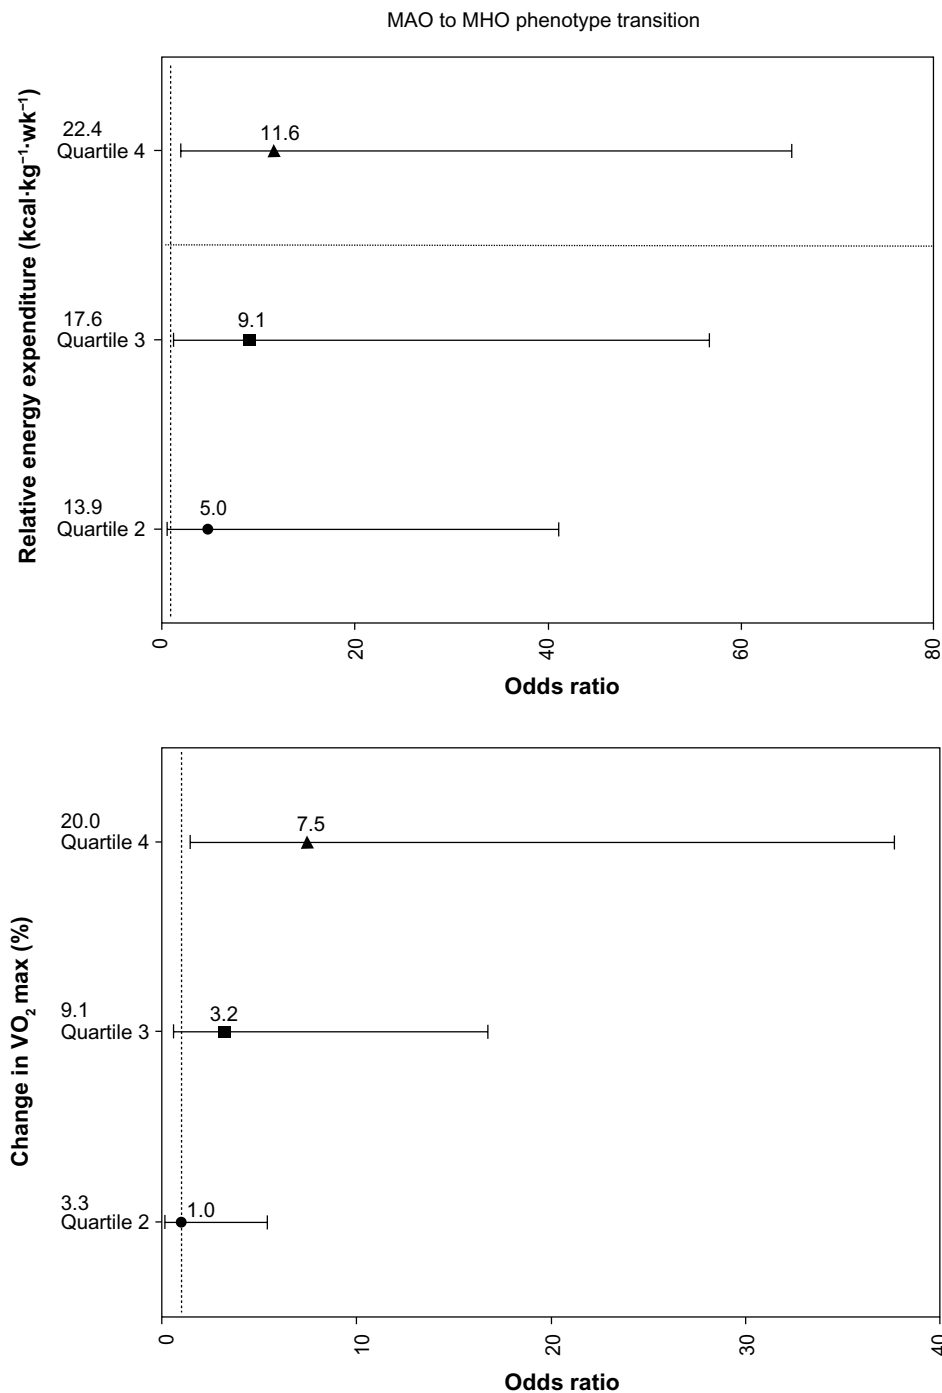 MAO to MHO phenotype transition
Relative energy expenditure (kcal·kg⁻¹·wk⁻¹)
22.4
Quartile 4
11.6
17.6
Quartile 3
9.1
13.9
Quartile 2
5.0
0
20
40
60
80
Odds ratio
Change in VO₂ max (%)
20.0
Quartile 4
7.5
9.1
Quartile 3
3.2
3.3
Quartile 2
1.0
0
10
20
30
40
Odds ratio